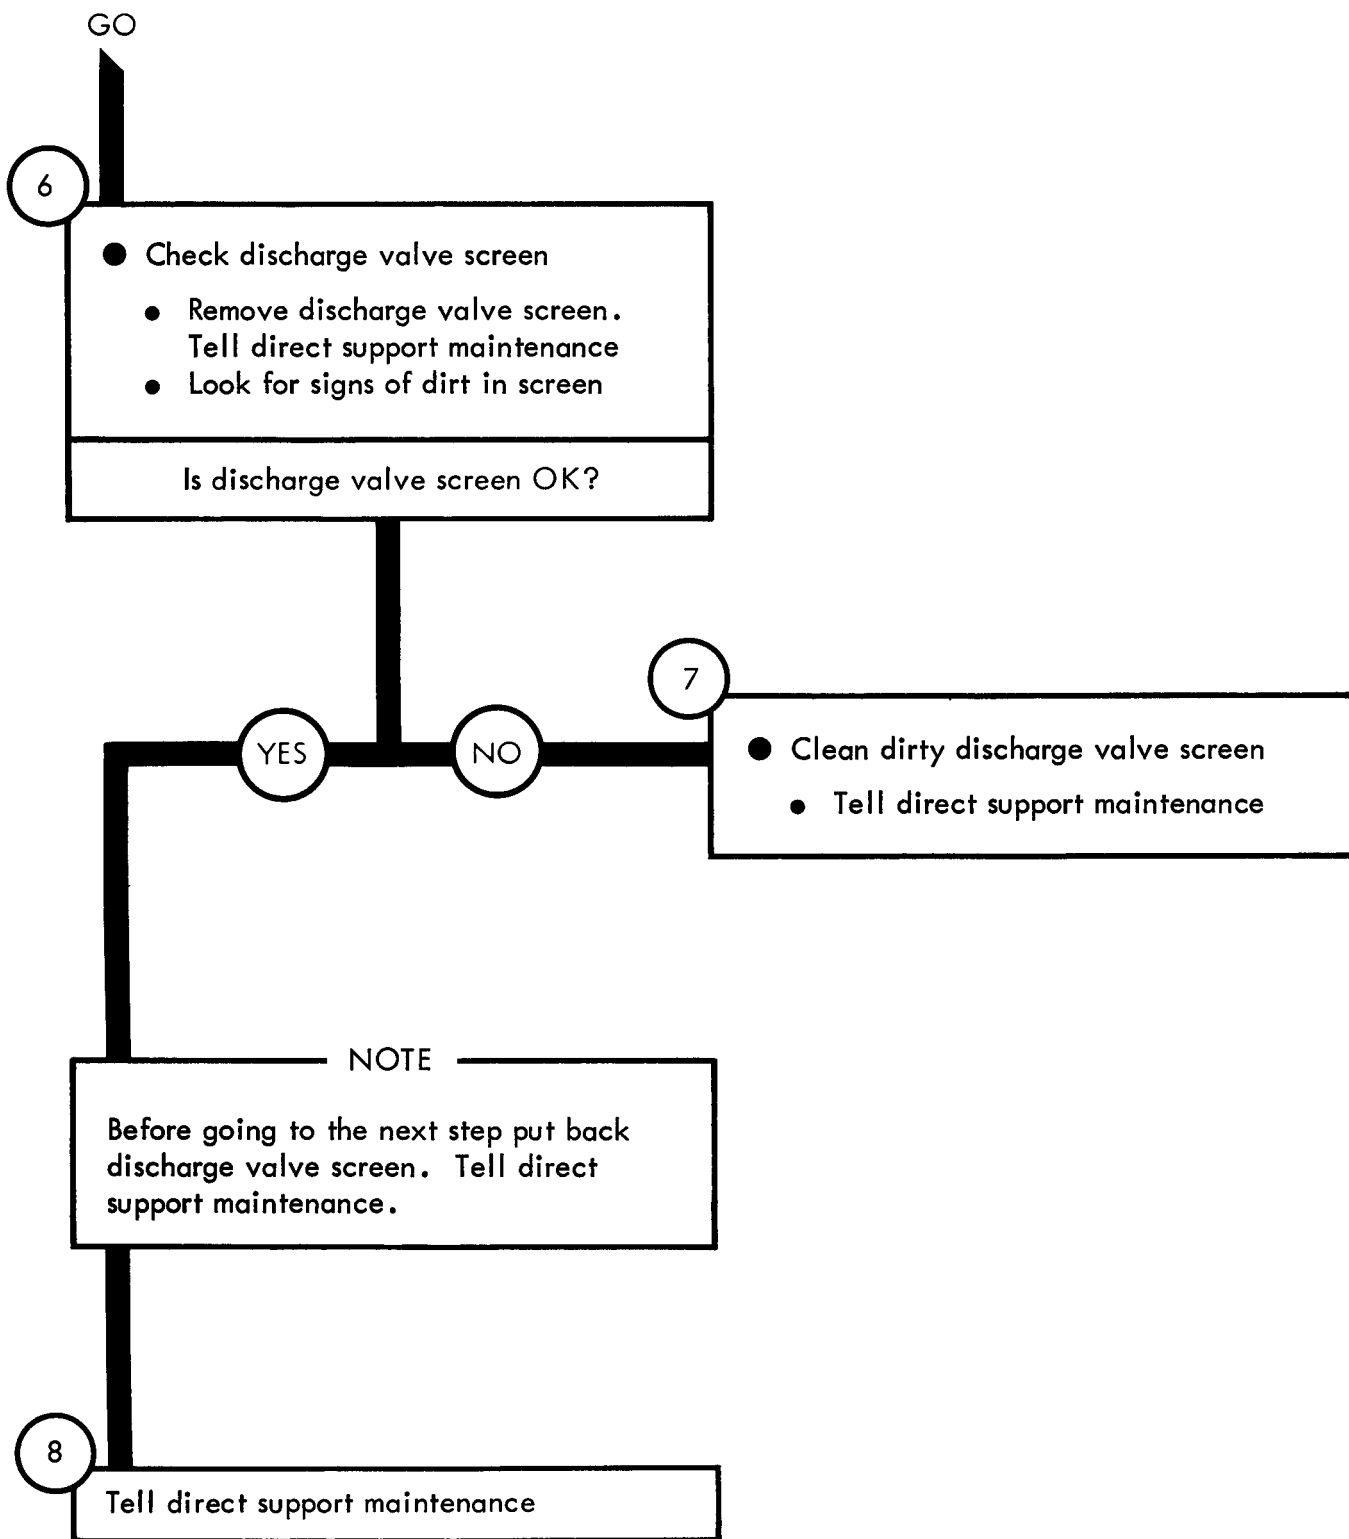 GO
6
● Check discharge valve screen
● Remove discharge valve screen.
Tell direct support maintenance
● Look for signs of dirt in screen
Is discharge valve screen OK?
YES
NO
7
● Clean dirty discharge valve screen
● Tell direct support maintenance
NOTE
Before going to the next step put back
discharge valve screen. Tell direct
support maintenance.
8
Tell direct support maintenance